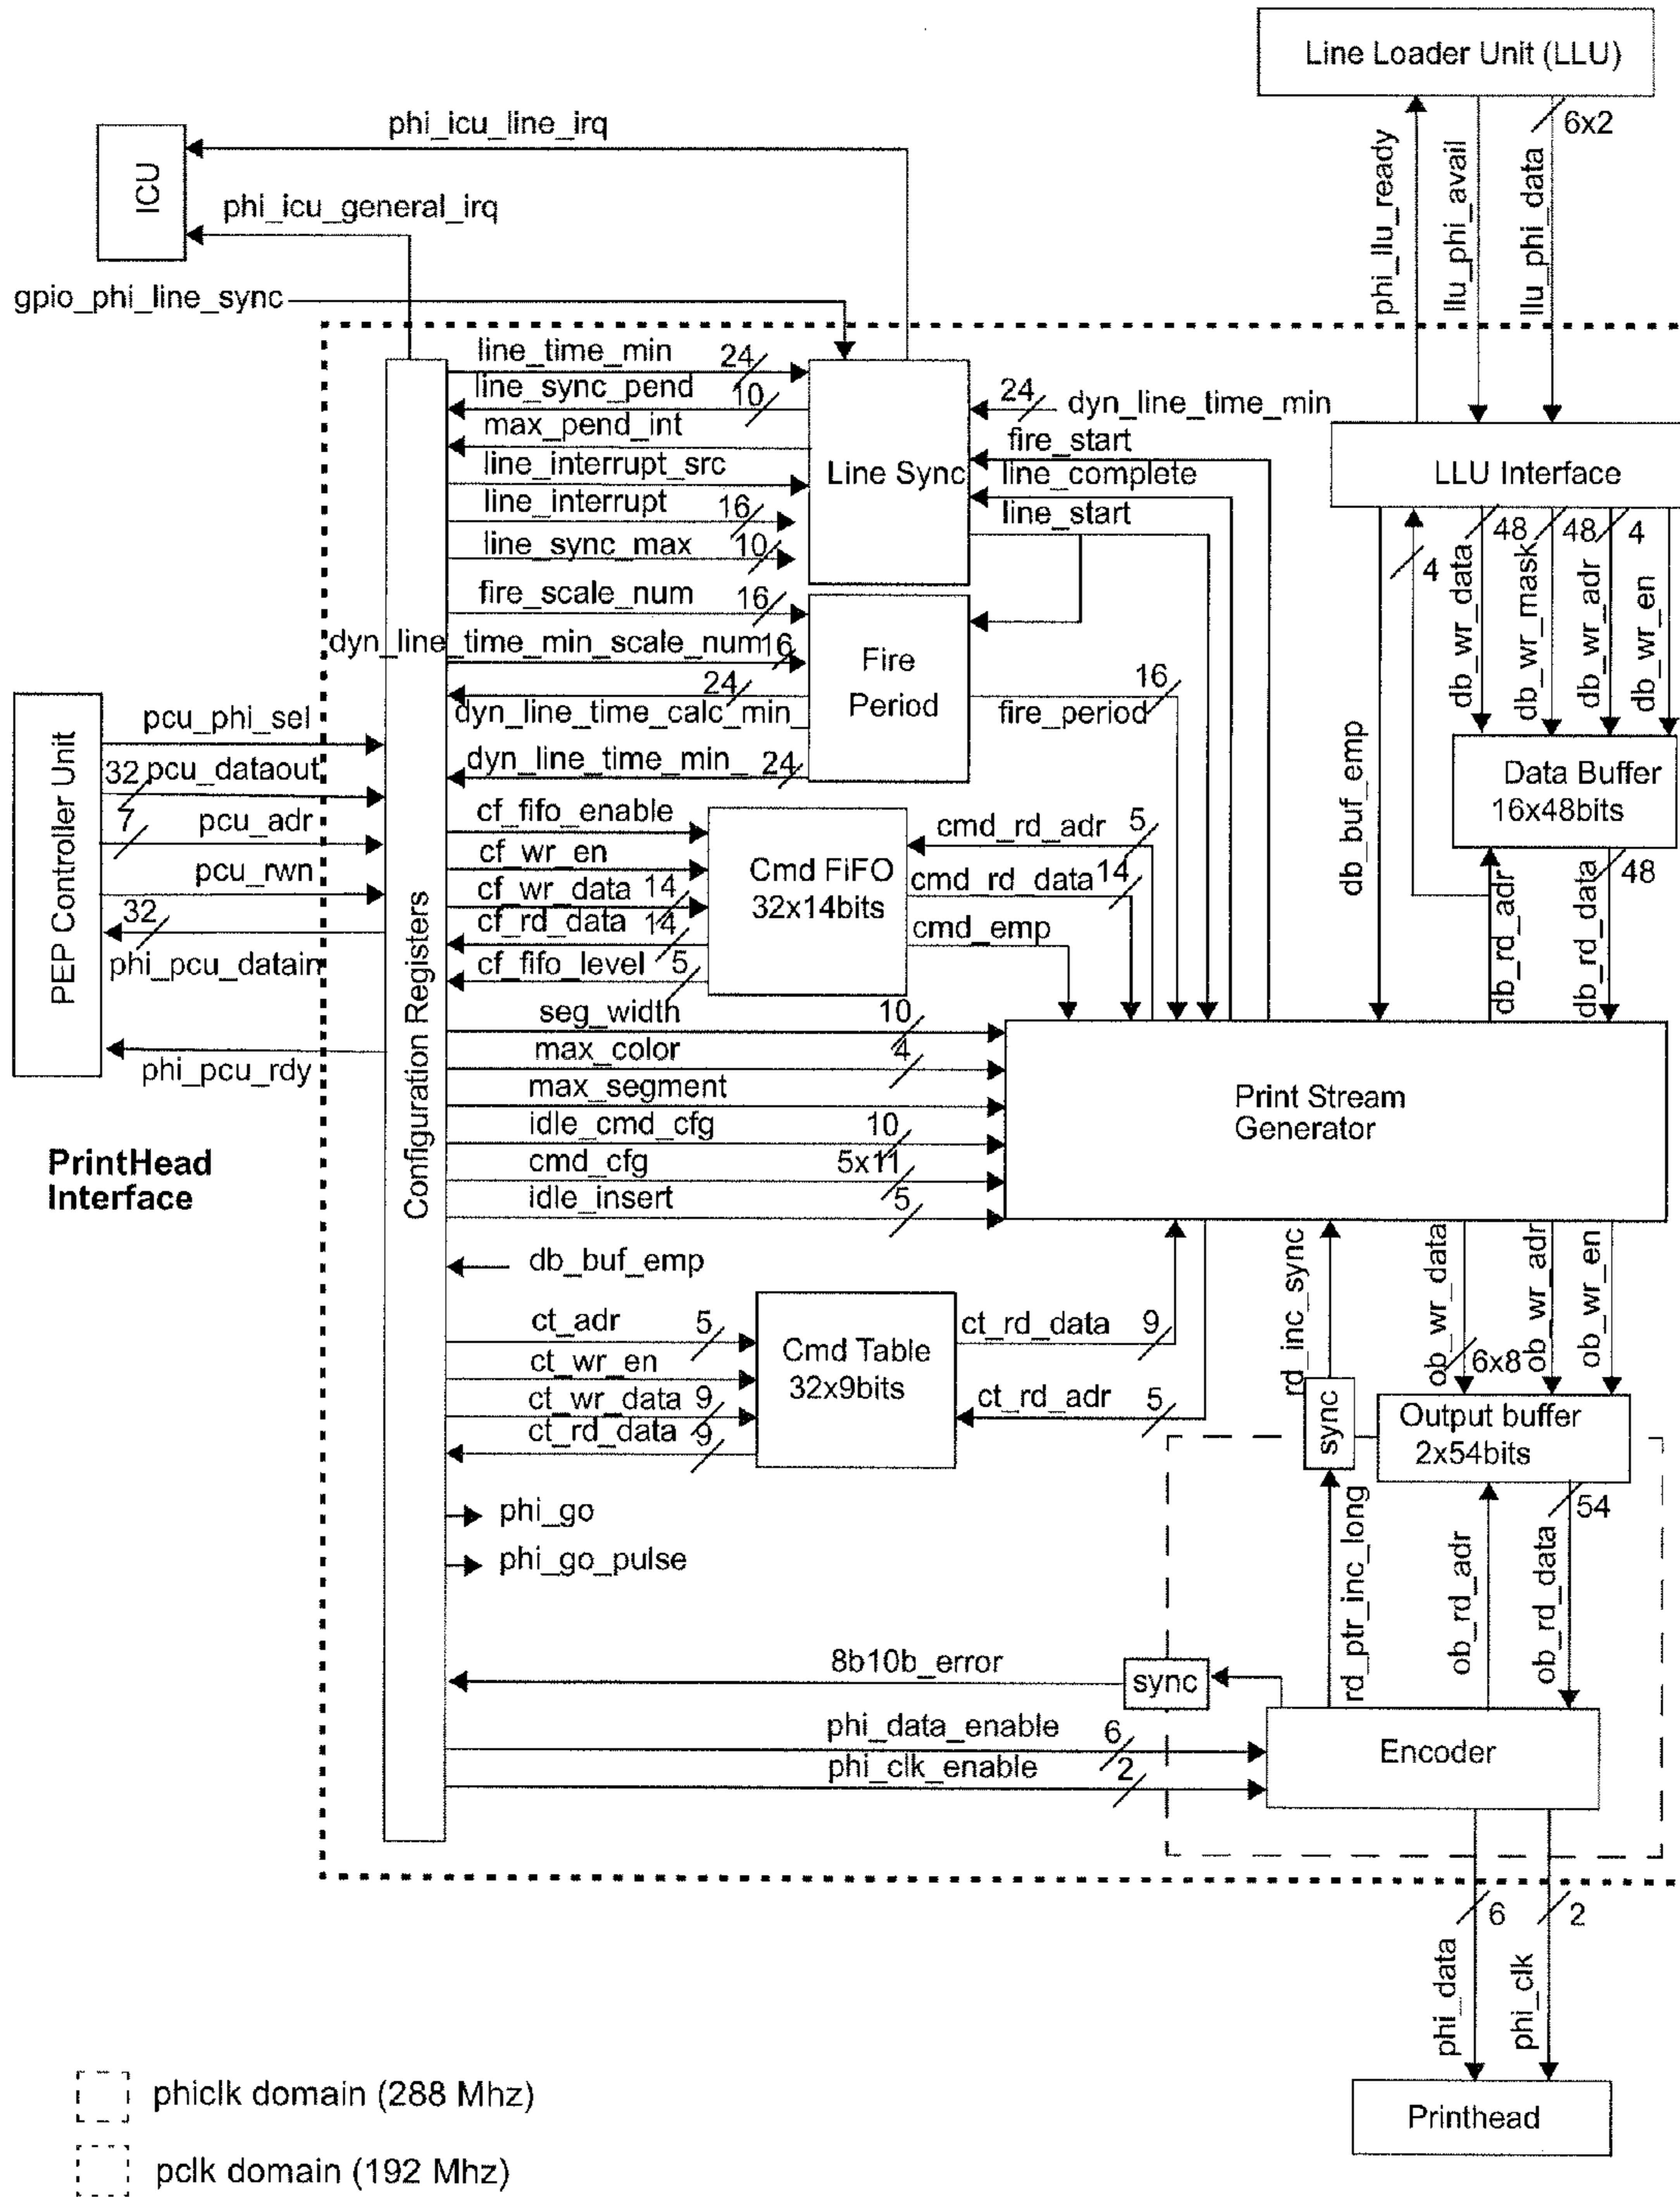 Line Loader Unit (LLU)
6x2
phi_llu_ready
llu_phi_avail
llu_phi_data
ICU
phi_icu_line_irq
phi_icu_general_irq
gpio_phi_line_sync
line_time_min
24
line_sync_pend
10
max_pend_int
line_interrupt_src
line_interrupt
16
line_sync_max
10
Line Sync
24
dyn_line_time_min
fire_start
line_complete
line_start
LLU Interface
4
48
48
4
db_wr_data
db_wr_mask
db_wr_adr
db_wr_en
db_buf_emp
fire_scale_num
16
dyn_line_time_min_scale_num
16
24
dyn_line_time_calc_min_
dyn_line_time_min_
24
Fire
Period
16
fire_period
Data Buffer
16x48bits
48
db_rd_adr
db_rd_data
PEP Controller Unit
pcu_phi_sel
32
pcu_dataout
7
pcu_adr
pcu_rwn
32
phi_pcu_datain
phi_pcu_rdy
PrintHead
Interface
Configuration Registers
cf_fifo_enable
cf_wr_en
cf_wr_data
14
cf_rd_data
14
cf_fifo_level
5
Cmd FiFO
32x14bits
cmd_rd_adr
5
cmd_rd_data
14
cmd_emp
seg_width
10
max_color
4
max_segment
idle_cmd_cfg
10
cmd_cfg
5x11
idle_insert
5
Print Stream
Generator
db_buf_emp
ct_adr
5
ct_wr_en
ct_wr_data
9
ct_rd_data
9
Cmd Table
32x9bits
ct_rd_data
9
ct_rd_adr
5
rd_inc_sync
ob_wr_data
6x8
ob_wr_adr
ob_wr_en
sync
Output buffer
2x54bits
54
phi_go
phi_go_pulse
rd_ptr_inc_long
ob_rd_adr
ob_rd_data
8b10b_error
sync
phi_data_enable
6
phi_clk_enable
2
Encoder
6
2
phi_data
phi_clk
Printhead
phiclk domain (288 Mhz)
pclk domain (192 Mhz)